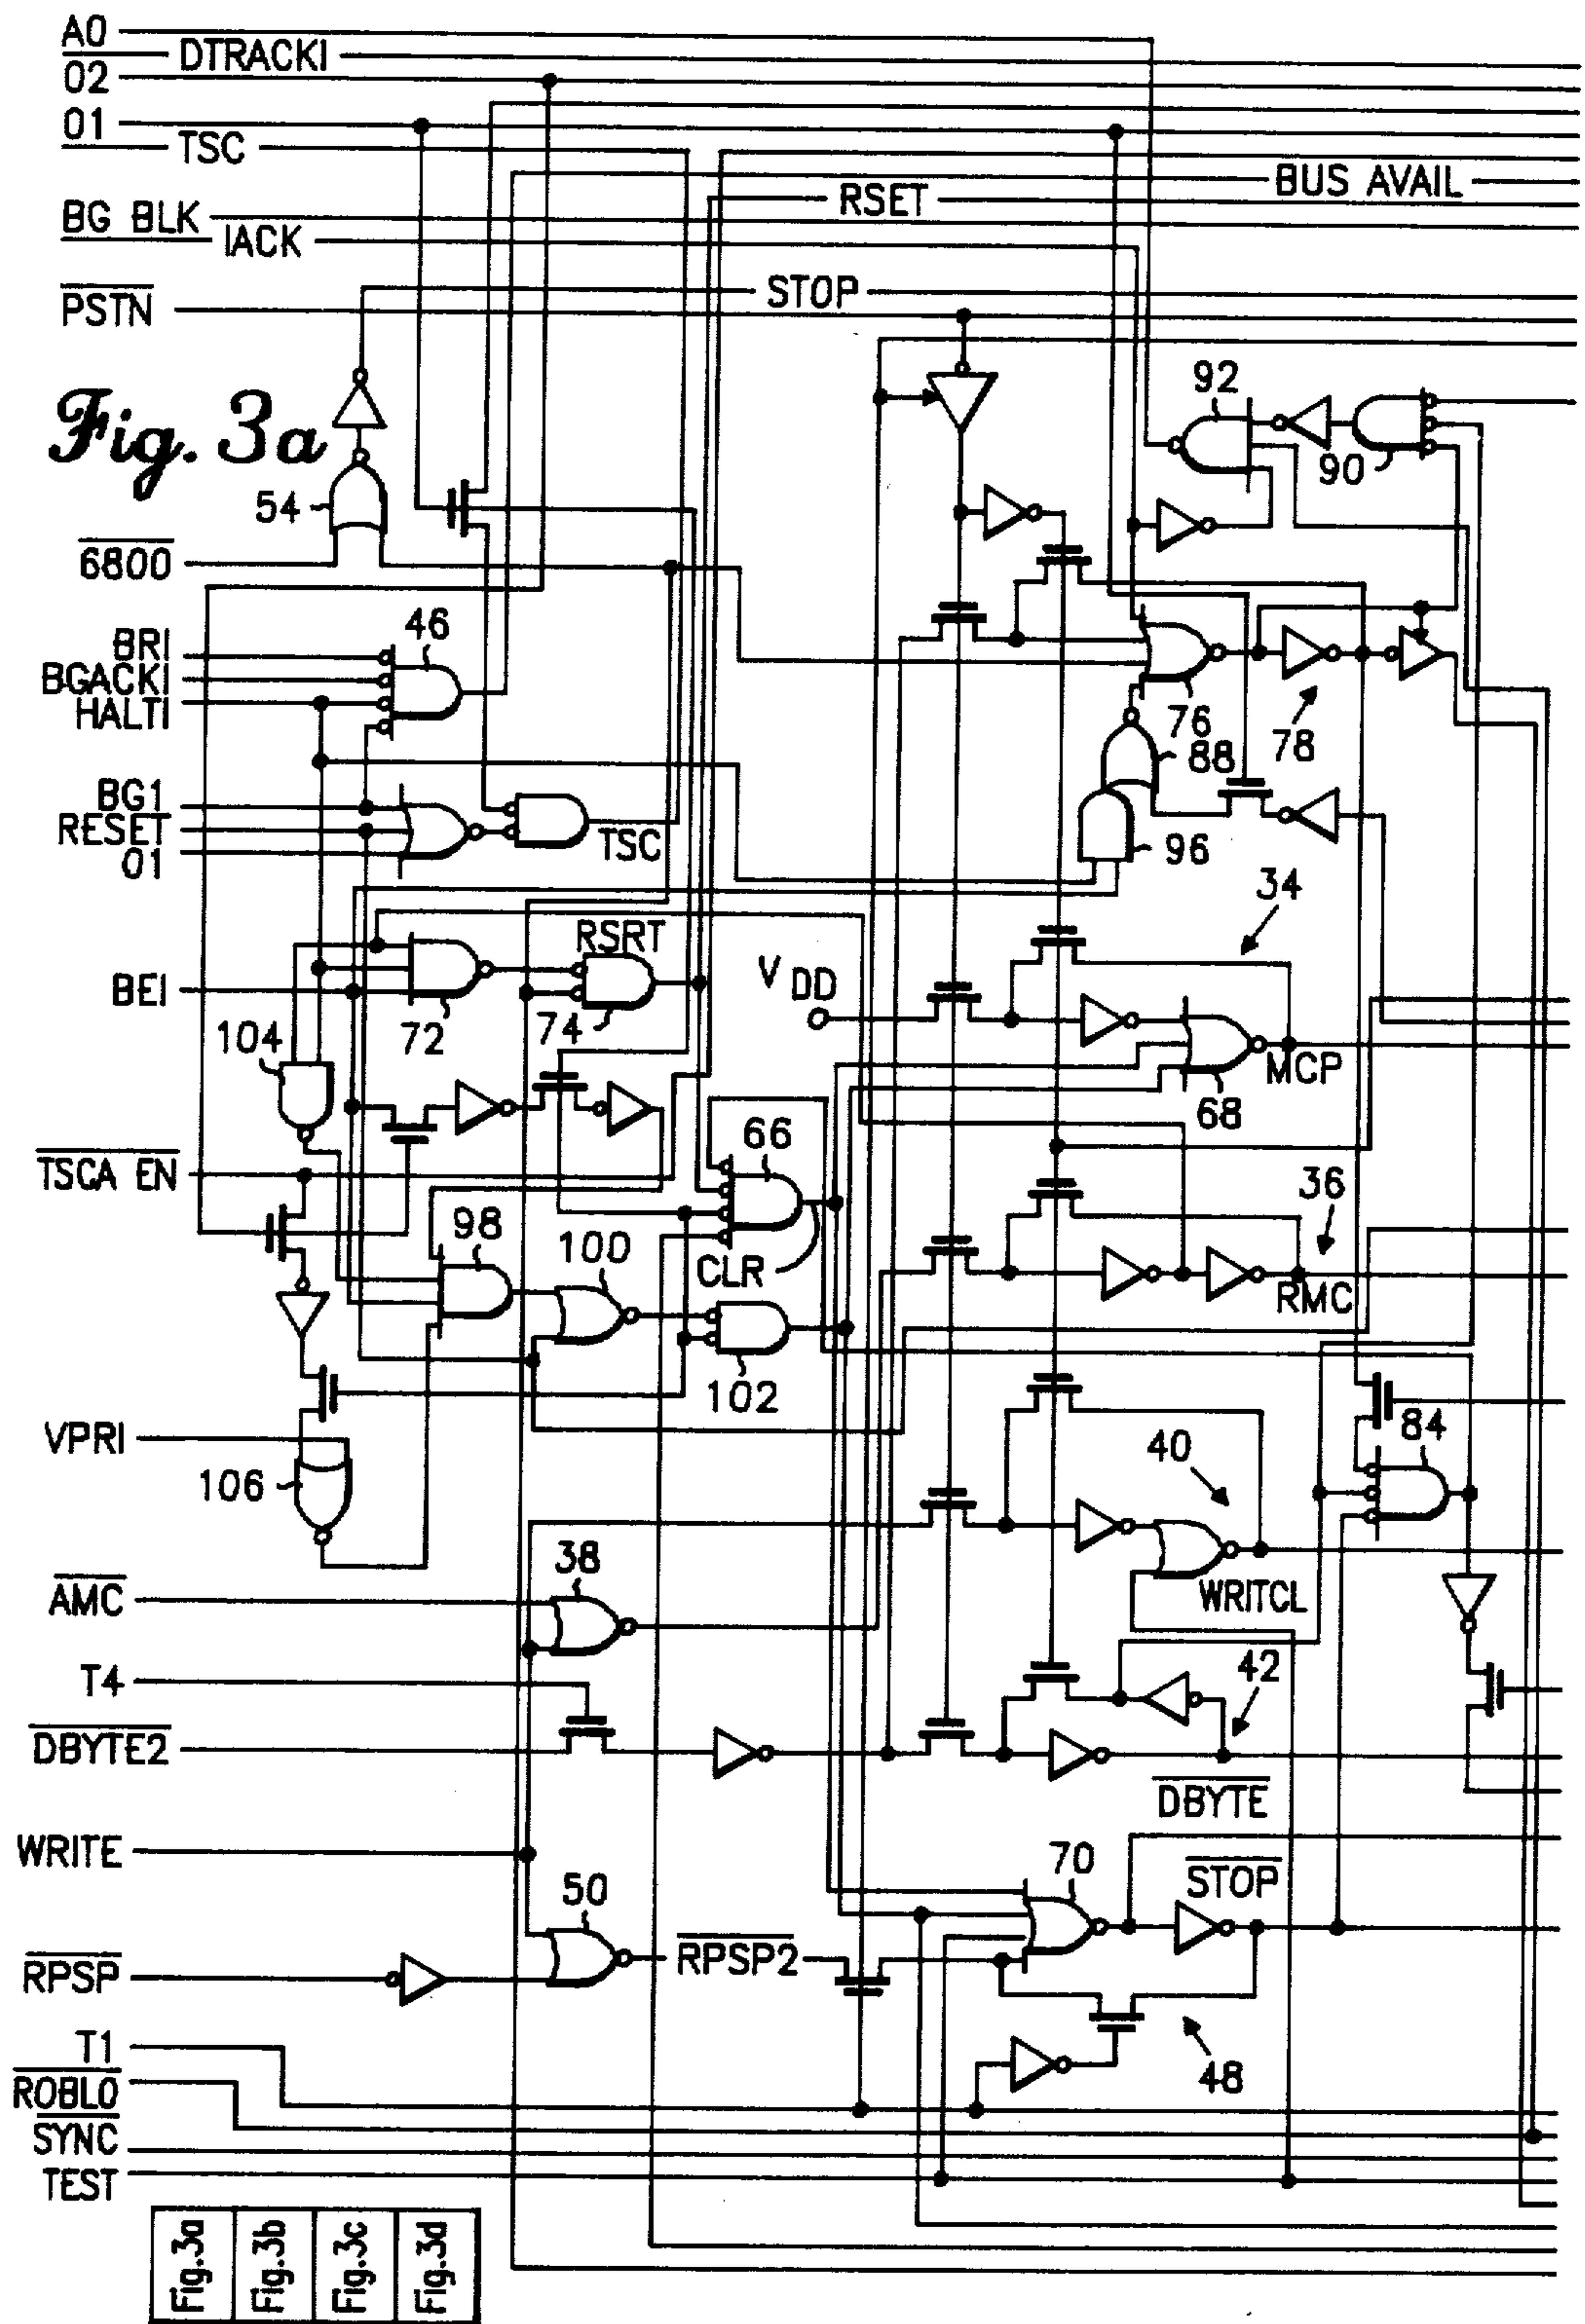 A0
DTRACKI
02
01
TSC
BUS AVAIL
RSET
BG BLK
IACK
STOP
PSTN
92
Fig. 3a
90
54
6800
46
BRI
BGACKI
HALTI
76
78
88
BG1
RESET
TSC
01
96
34
RSRT
V DD
BEI
72
74
104
MCP
68
66
TSCA EN
36
98
100
CLR
RMC
102
84
VPRI
40
106
38
AMC
WRITCL
T4
42
DBYTE2
DBYTE
WRITE
70
STOP
50
RPSP2
RPSP
T1
48
ROBLO
SYNC
TEST
Fig.3a
Fig.3b
Fig.3c
Fig.3d